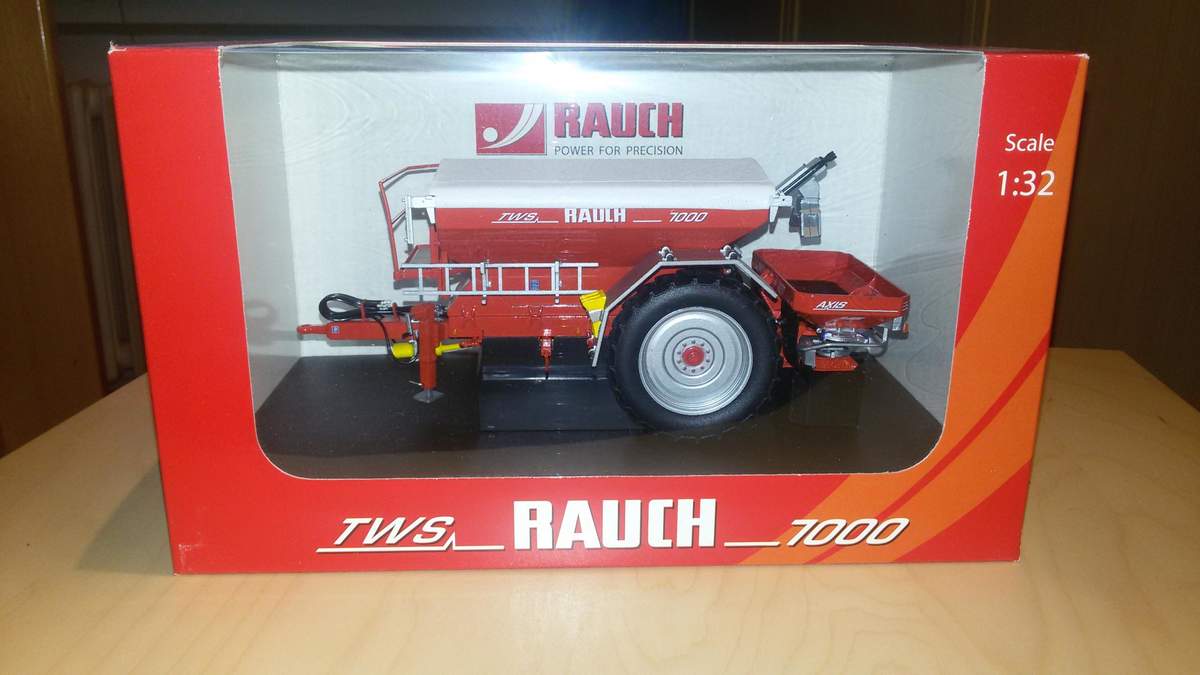 RAUCH
POWER FOR PRECISION
Scale
1:32
TWS RAUCH 7000
AXIS
TWS RAUCH 7000